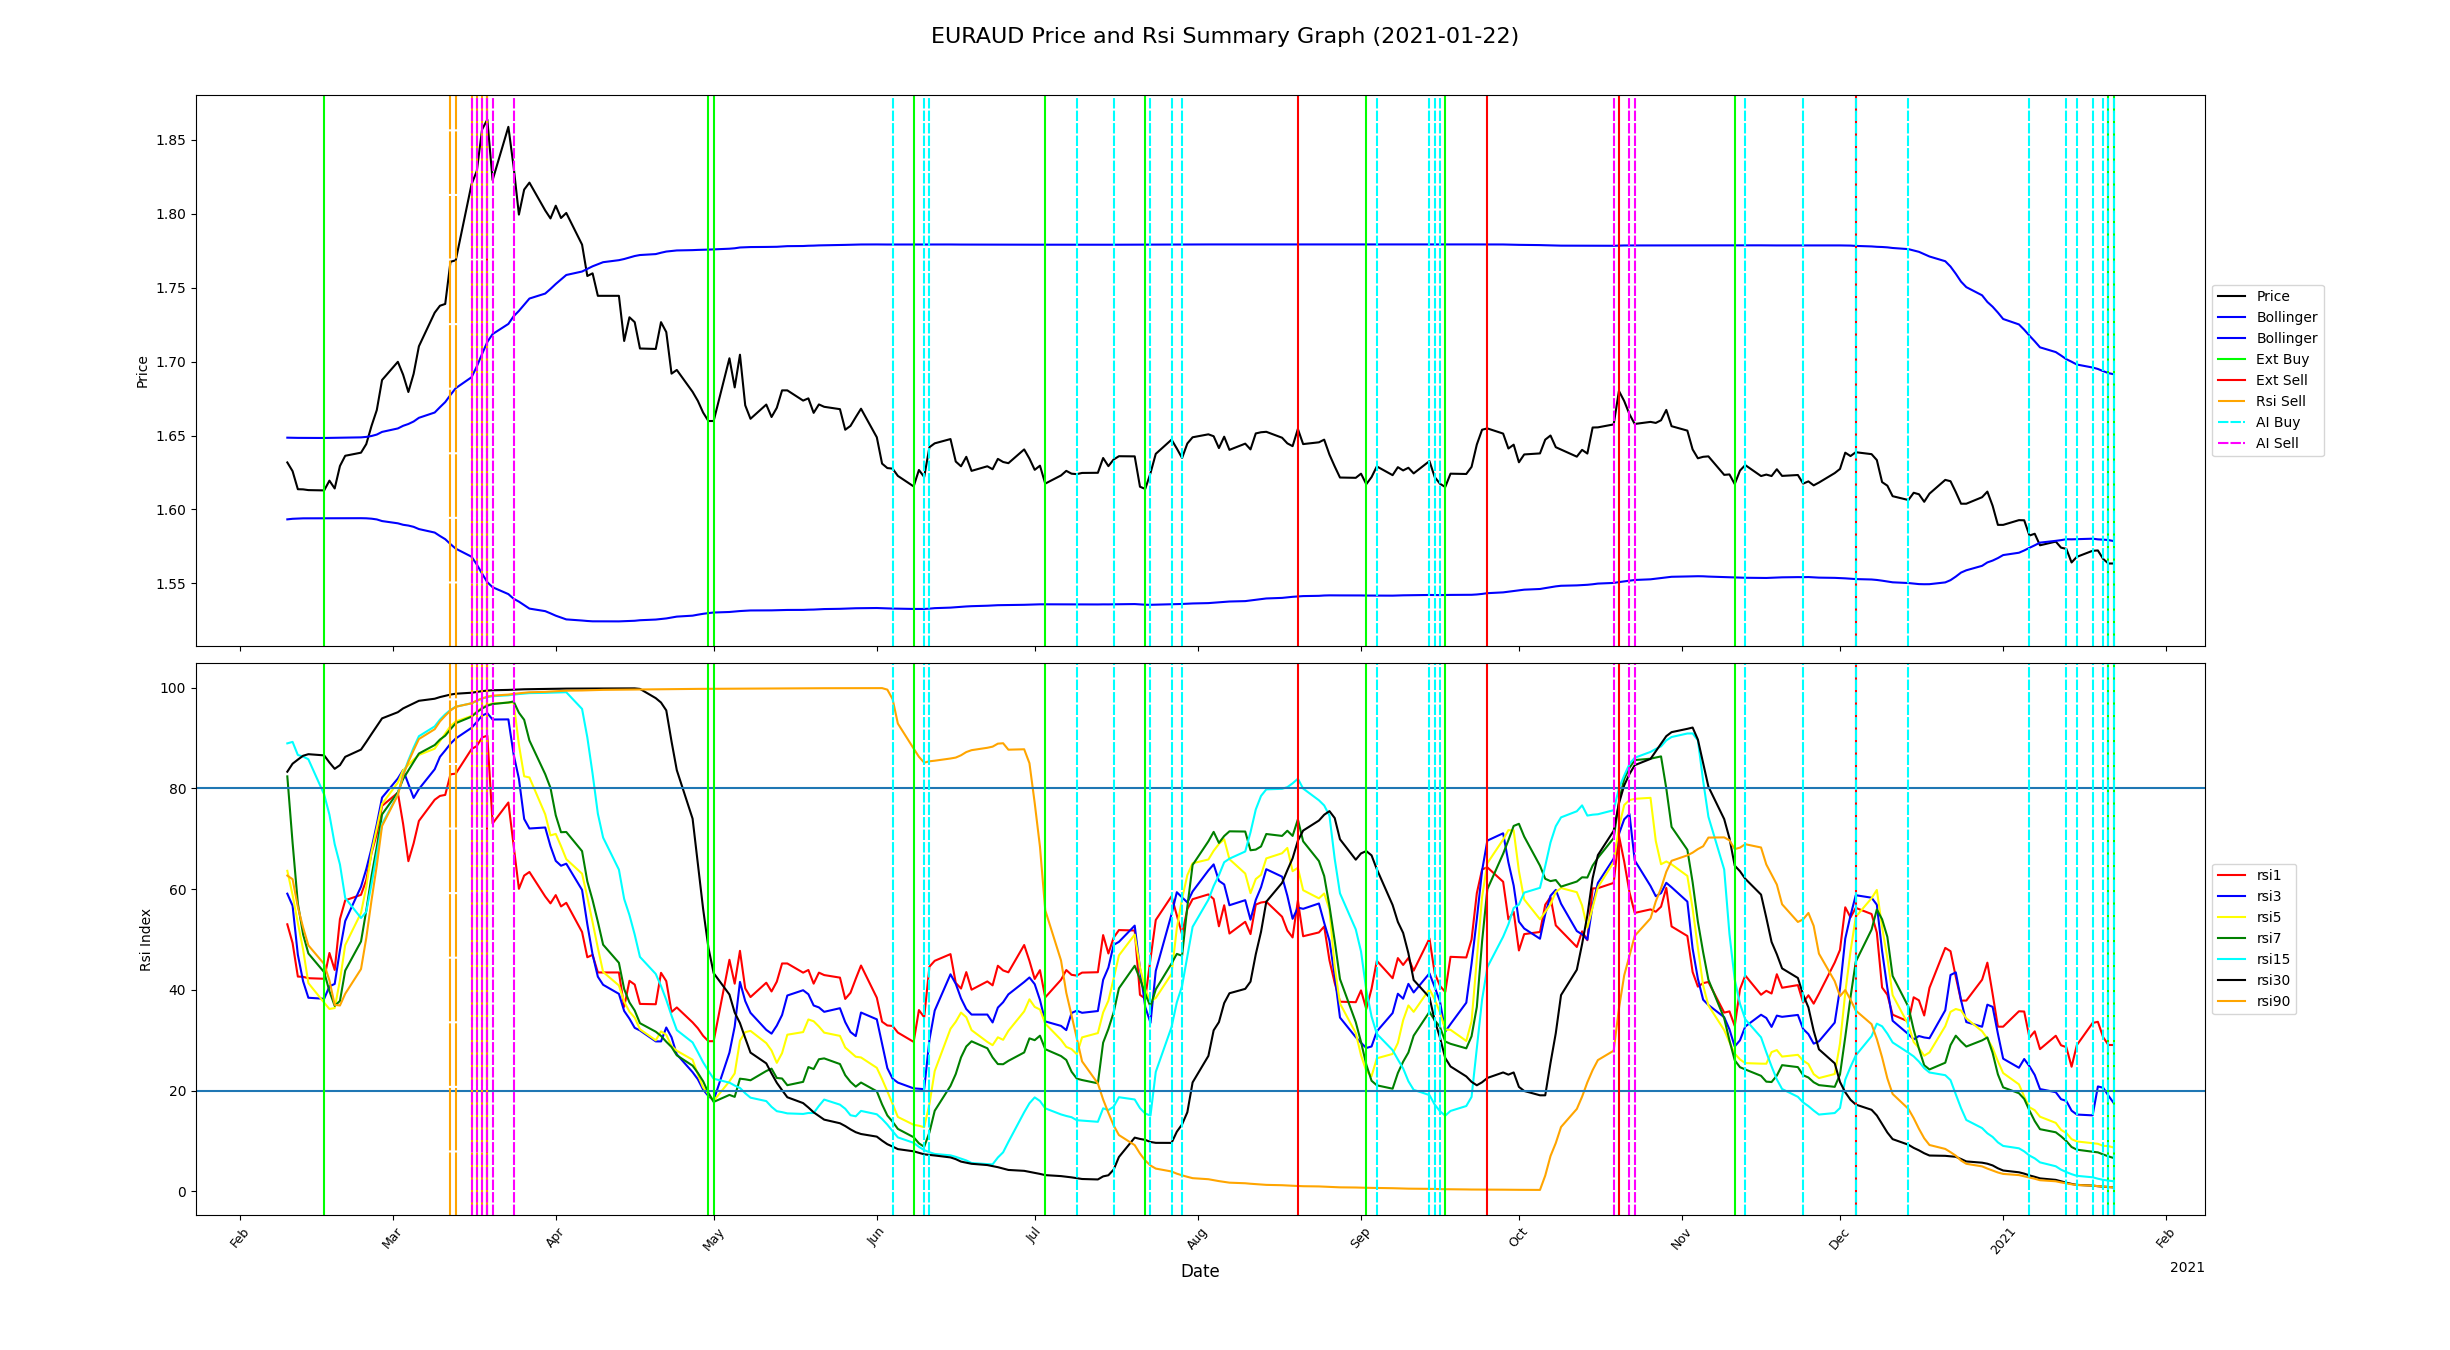 EURAUD Price and Rsi Summary Graph (2021-01-22)
Price
1.85
1.80
1.75
1.70
1.65
1.60
1.55
Price
Bollinger
Bollinger
Ext Buy
Ext Sell
Rsi Sell
AI Buy
AI Sell
Rsi Index
100
80
60
40
20
0
rsi1
rsi3
rsi5
rsi7
rsi15
rsi30
rsi90
Feb
Mar
Apr
May
Jun
Jul
Aug
Sep
Oct
Nov
Dec
2021
Feb
Date
2021